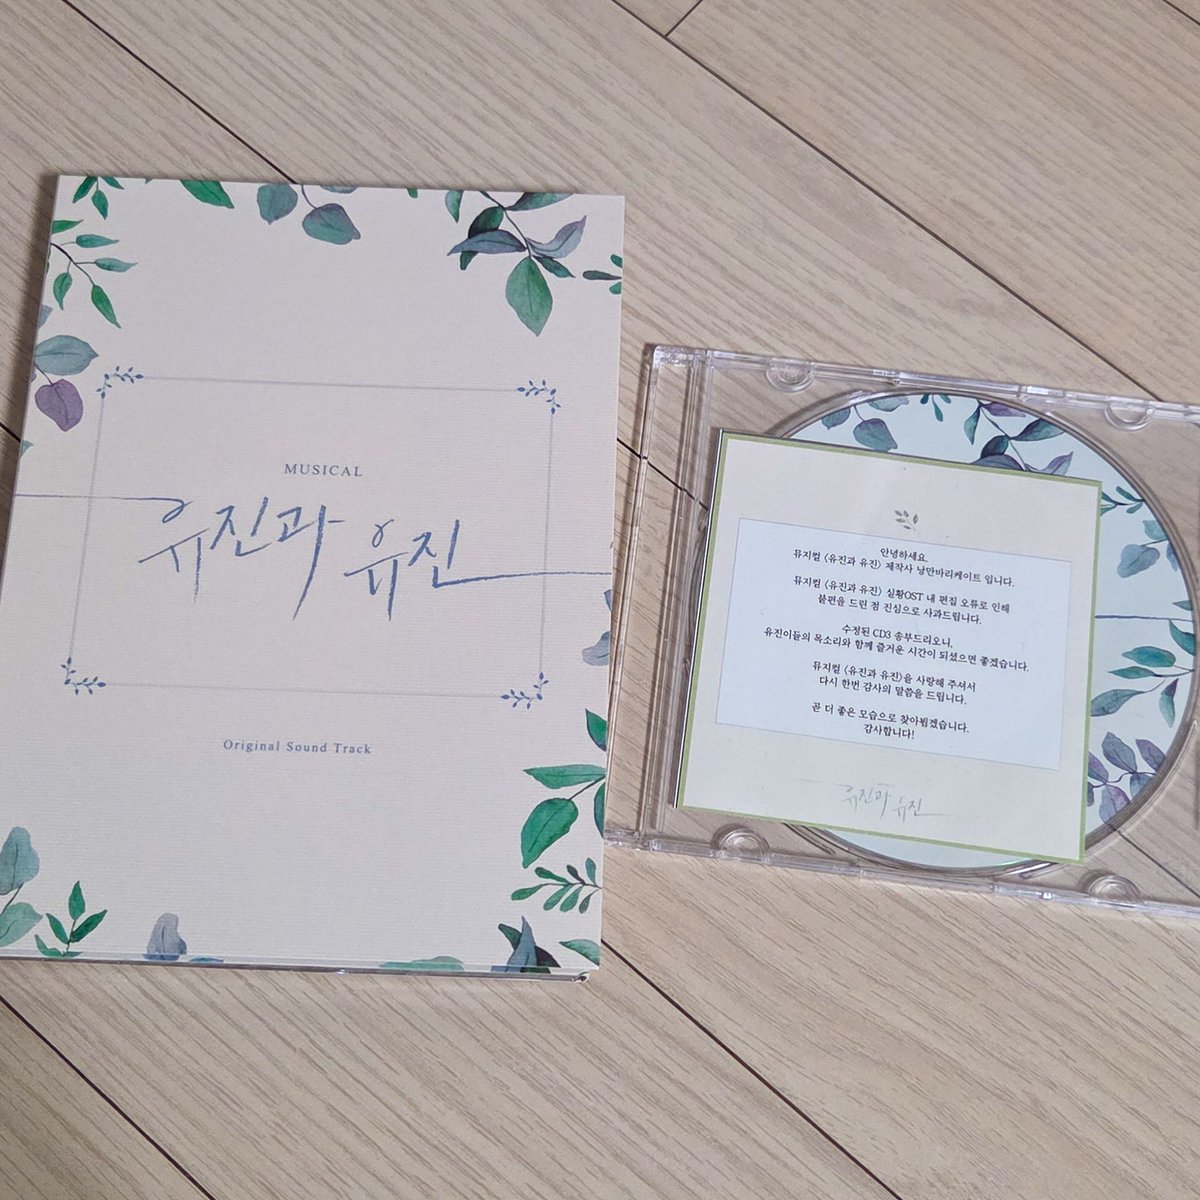 MUSICAL
유진과 유진
Original Sound Track
안녕하세요.
뮤지컬 〈유진과 유진〉 제작사 낭만바리케이트 입니다.
뮤지컬 〈유진과 유진〉 실황OST 내 편집 오류로 인해
불편을 드린 점 진심으로 사과드립니다.
수정된 CD3 송부드리오니,
유진이들의 목소리와 함께 즐거운 시간이 되셨으면 좋겠습니다.
뮤지컬 〈유진과 유진〉을 사랑해 주셔서
다시 한번 감사의 말씀을 드립니다.
곧 더 좋은 모습으로 찾아뵙겠습니다.
감사합니다!
유진과 유진